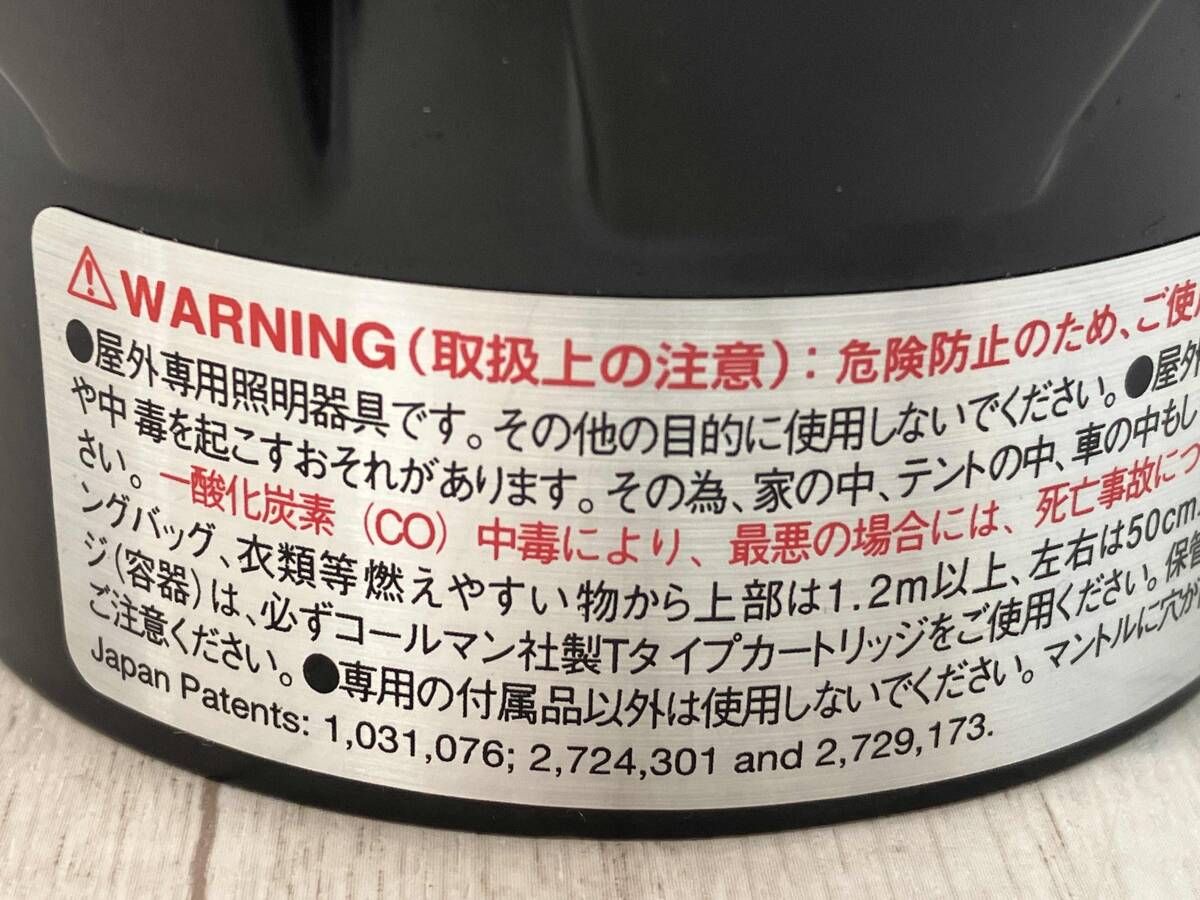 ⚠WARNING(取扱上の注意):危険防止のため、ご使用
●屋外専用照明器具です。その他の目的に使用しないでください。●屋外
や中毒を起こすおそれがあります。その為、家の中、テントの中、車の中もし
さい。一酸化炭素(CO)中毒により、最悪の場合には、死亡事故につ
ングバッグ、衣類等燃えやすい物から上部は1.2m以上、左右は50cm
ジ(容器)は、必ずコールマン社製Tタイプカートリッジをご使用ください。保管
ご注意ください。●専用の付属品以外は使用しないでください。マントルに穴が
Japan Patents: 1,031,076; 2,724,301 and 2,729,173.